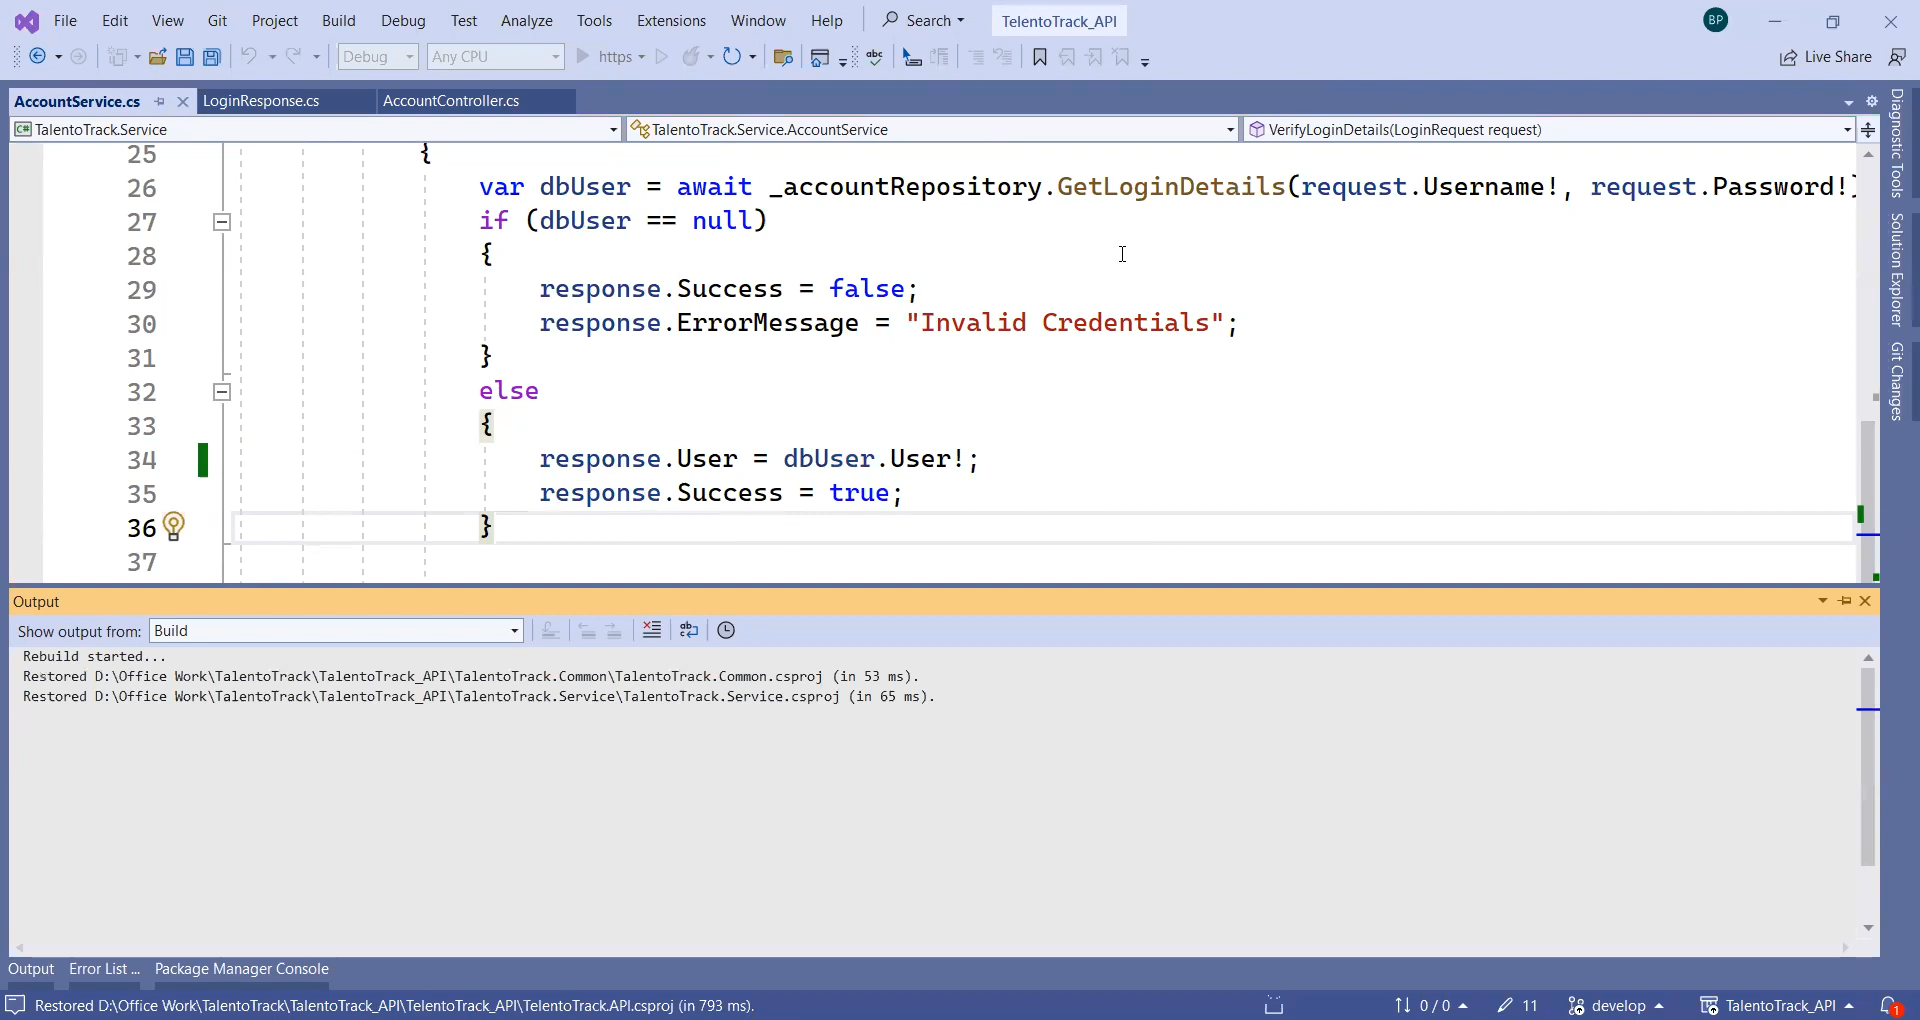 File Edit View Git Project Build Debug Test Analyze Tools Extensions Window Help Search TelentoTrack_API BP
Debug Any CPU https Live Share
AccountService.cs LoginResponse.cs AccountController.cs
TalentoTrack.Service TalentoTrack.Service.AccountService VerifyLoginDetails(LoginRequest request)
25 {
26 var dbUser = await _accountRepository.GetLoginDetails(request.Username!, request.Password!)
27 if (dbUser == null)
28 {
29 response.Success = false;
30 response.ErrorMessage = "Invalid Credentials";
31 }
32 else
33 {
34 response.User = dbUser.User!;
35 response.Success = true;
36 }
37
Diagnostic Tools
Solution Explorer
Git Changes
Output
Show output from: Build
Rebuild started...
Restored D:\Office Work\TalentoTrack\TalentoTrack_API\TalentoTrack.Common\TalentoTrack.Common.csproj (in 53 ms).
Restored D:\Office Work\TalentoTrack\TalentoTrack_API\TalentoTrack.Service\TalentoTrack.Service.csproj (in 65 ms).
Output Error List ... Package Manager Console
Restored D:\Office Work\TalentoTrack\TalentoTrack_API\TelentoTrack_API\TelentoTrack.API.csproj (in 793 ms). 0 / 0 11 develop TalentoTrack_API 1